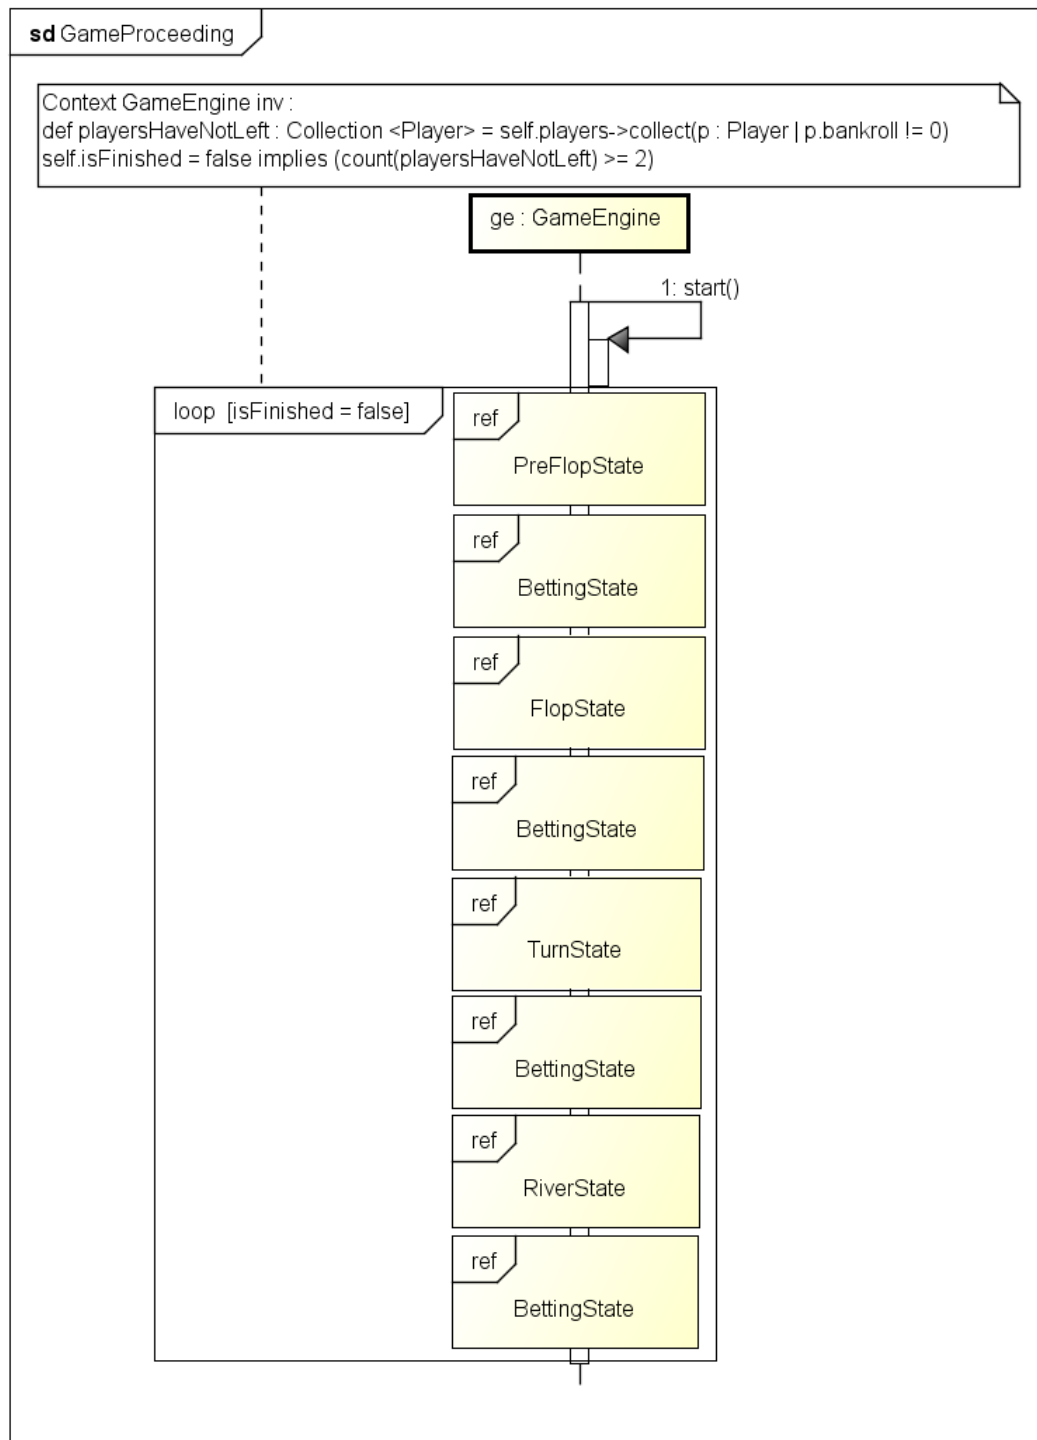 sd GameProceeding
Context GameEngine inv :
def playersHaveNotLeft : Collection <Player> = self.players->collect(p : Player | p.bankroll != 0)
self.isFinished = false implies (count(playersHaveNotLeft) >= 2)
ge : GameEngine
1: start()
loop [isFinished = false]
ref
PreFlopState
ref
BettingState
ref
FlopState
ref
BettingState
ref
TurnState
ref
BettingState
ref
RiverState
ref
BettingState